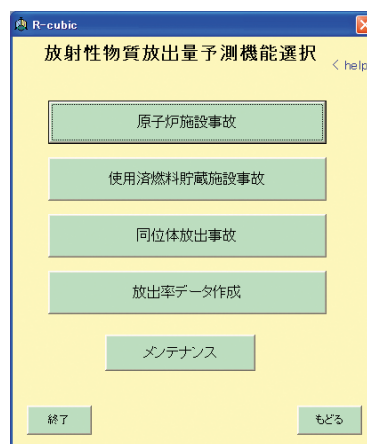 R-cubic
放射性物質放出量予測機能選択
< help
原子炉施設事故
使用済燃料貯蔵施設事故
同位体放出事故
放出率データ作成
メンテナンス
終了
もどる